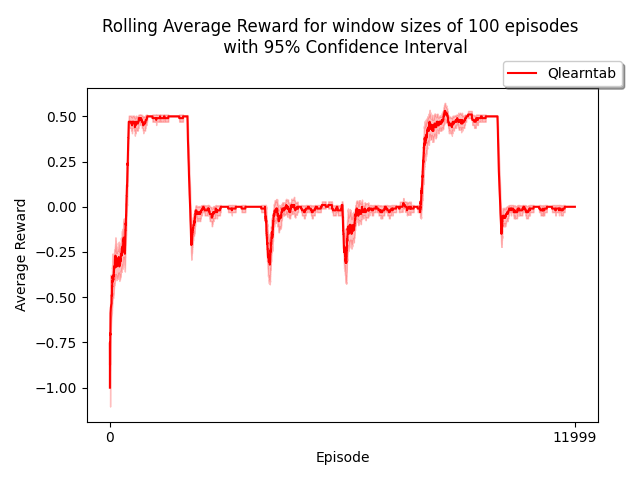 Rolling Average Reward for window sizes of 100 episodes
with 95% Confidence Interval
Qlearntab
0.50
0.25
0.00
−0.25
−0.50
−0.75
−1.00
Average Reward
0 11999
Episode